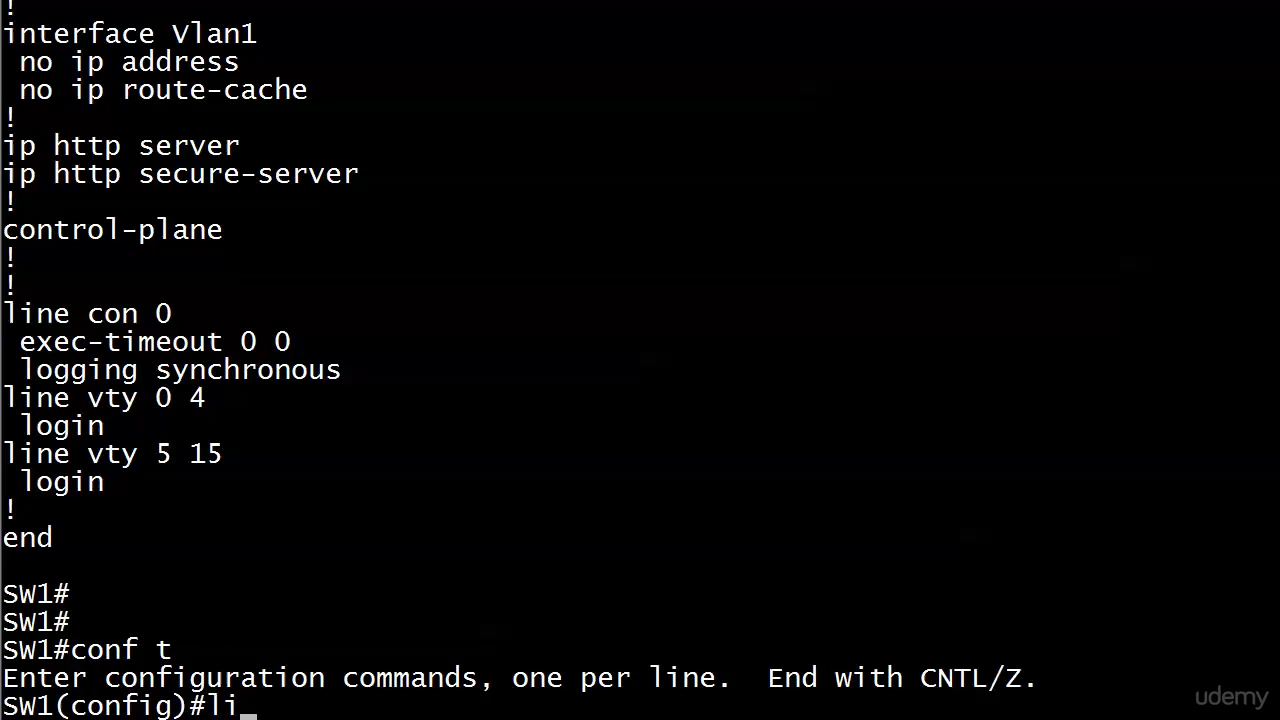 !
interface Vlan1
 no ip address
 no ip route-cache
!
ip http server
ip http secure-server
!
control-plane
!
!
line con 0
 exec-timeout 0 0
 logging synchronous
line vty 0 4
 login
line vty 5 15
 login
!
end

SW1#
SW1#
SW1#conf t
Enter configuration commands, one per line.  End with CNTL/Z.
SW1(config)#li_
udemy